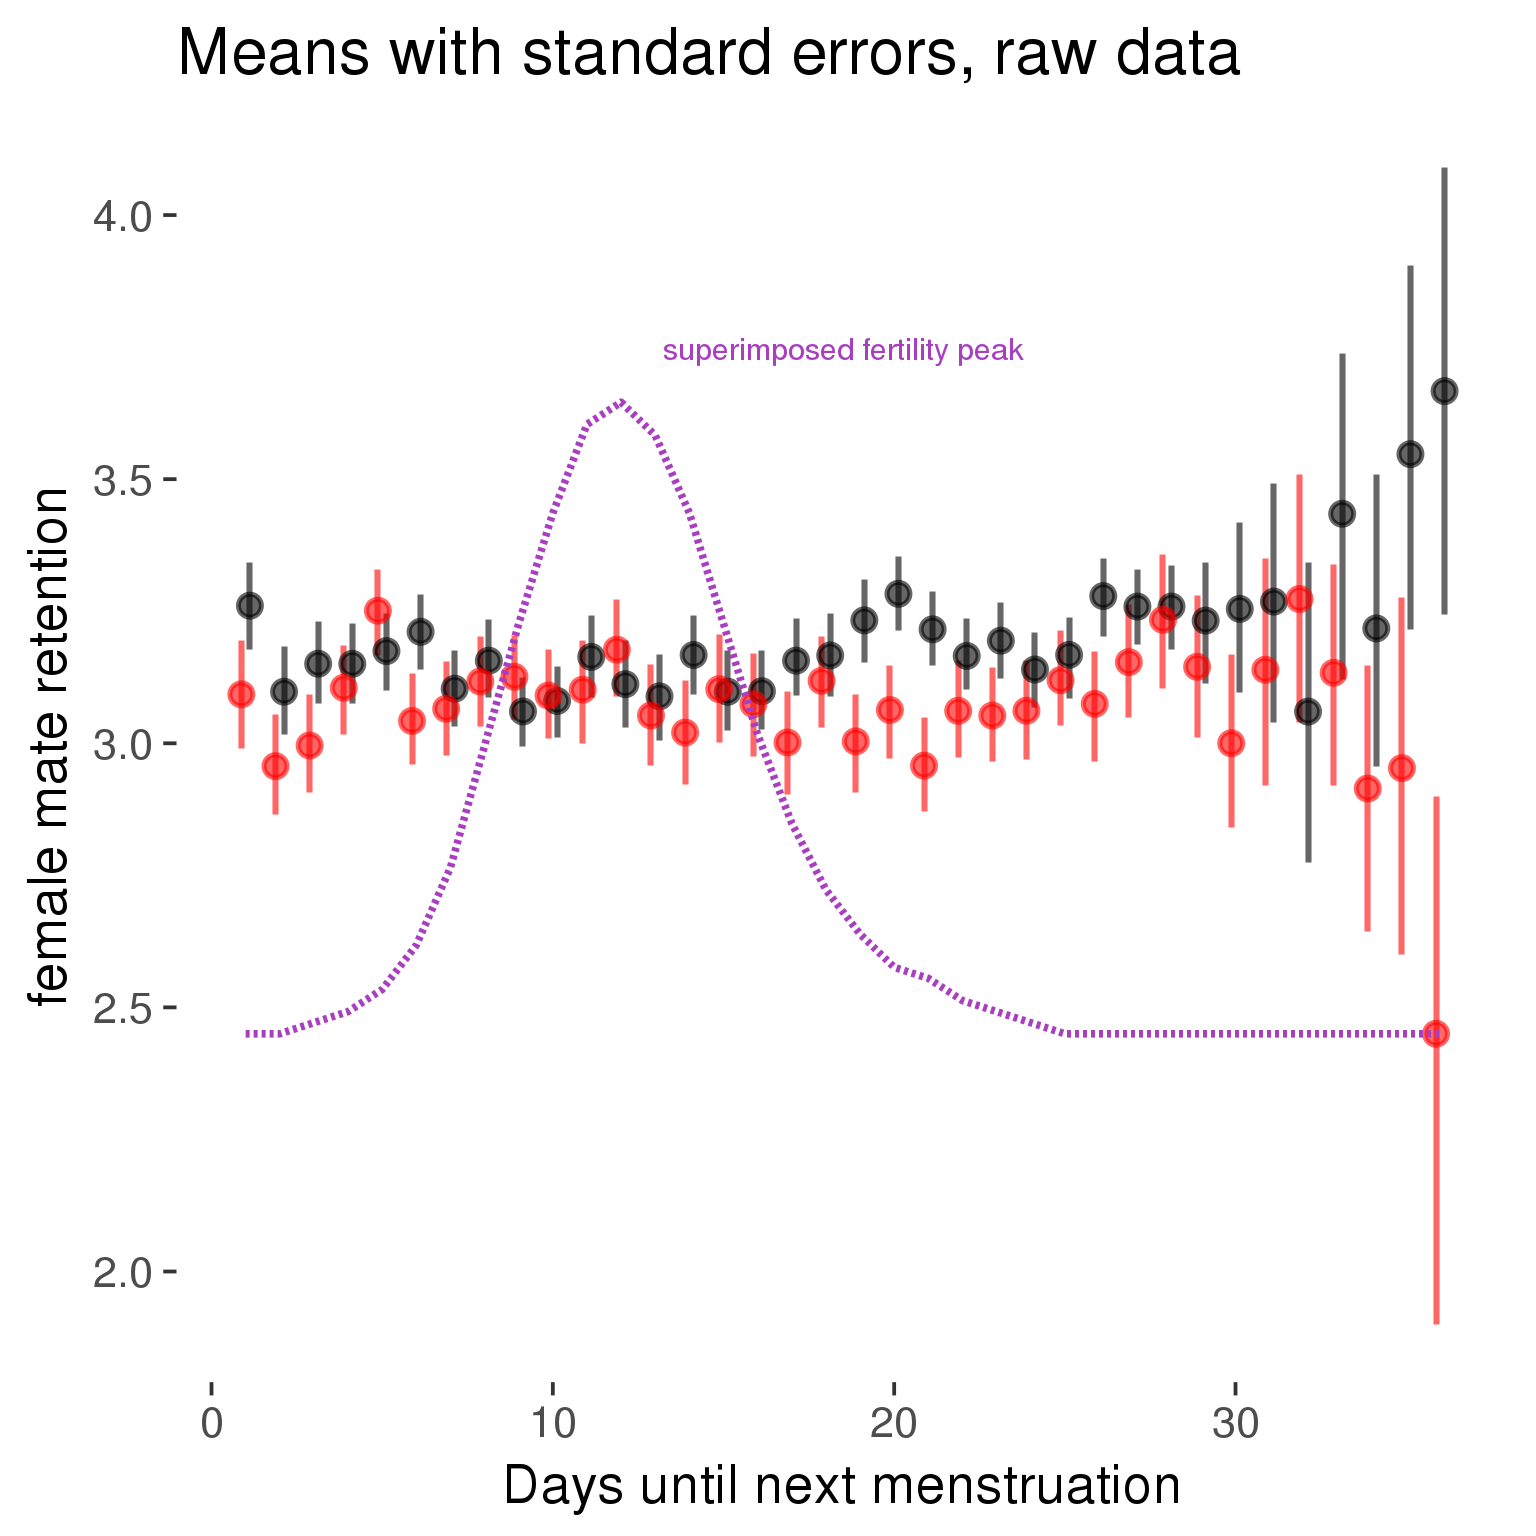 Means with standard errors, raw data
4.0
superimposed fertility peak
3.5
3.0
2.5
2.0
female mate retention
0 10 20 30
Days until next menstruation